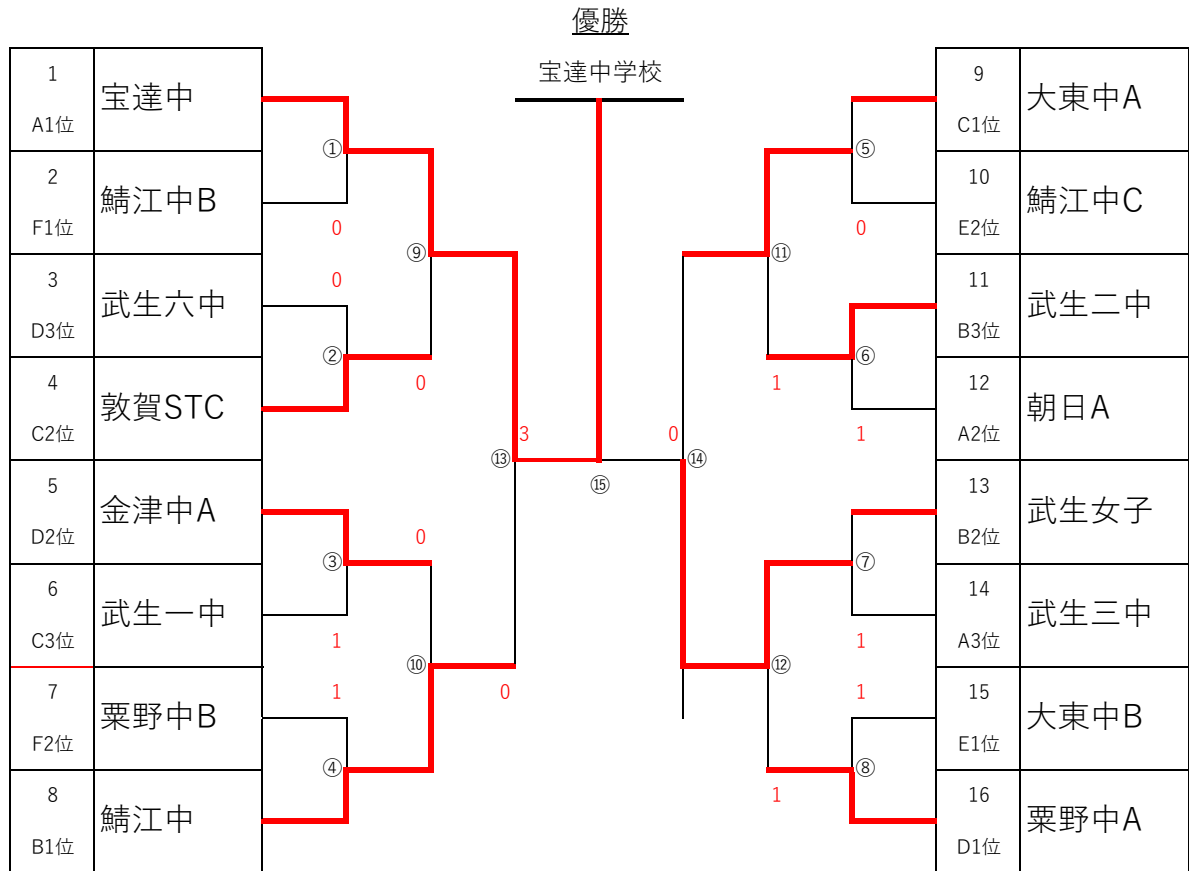 優勝
宝達中学校
1
A1位
宝達中
2
F1位
鯖江中B
3
D3位
武生六中
4
C2位
敦賀STC
5
D2位
金津中A
6
C3位
武生一中
7
F2位
粟野中B
8
B1位
鯖江中
①
0
0
②
③
1
1
④
⑨
0
0
⑩
⑬
3
0
⑮
0
⑭
⑪
1
⑫
1
⑤
0
⑥
1
⑦
1
1
⑧
9
C1位
大東中A
10
E2位
鯖江中C
11
B3位
武生二中
12
A2位
朝日A
13
B2位
武生女子
14
A3位
武生三中
15
E1位
大東中B
16
D1位
粟野中A